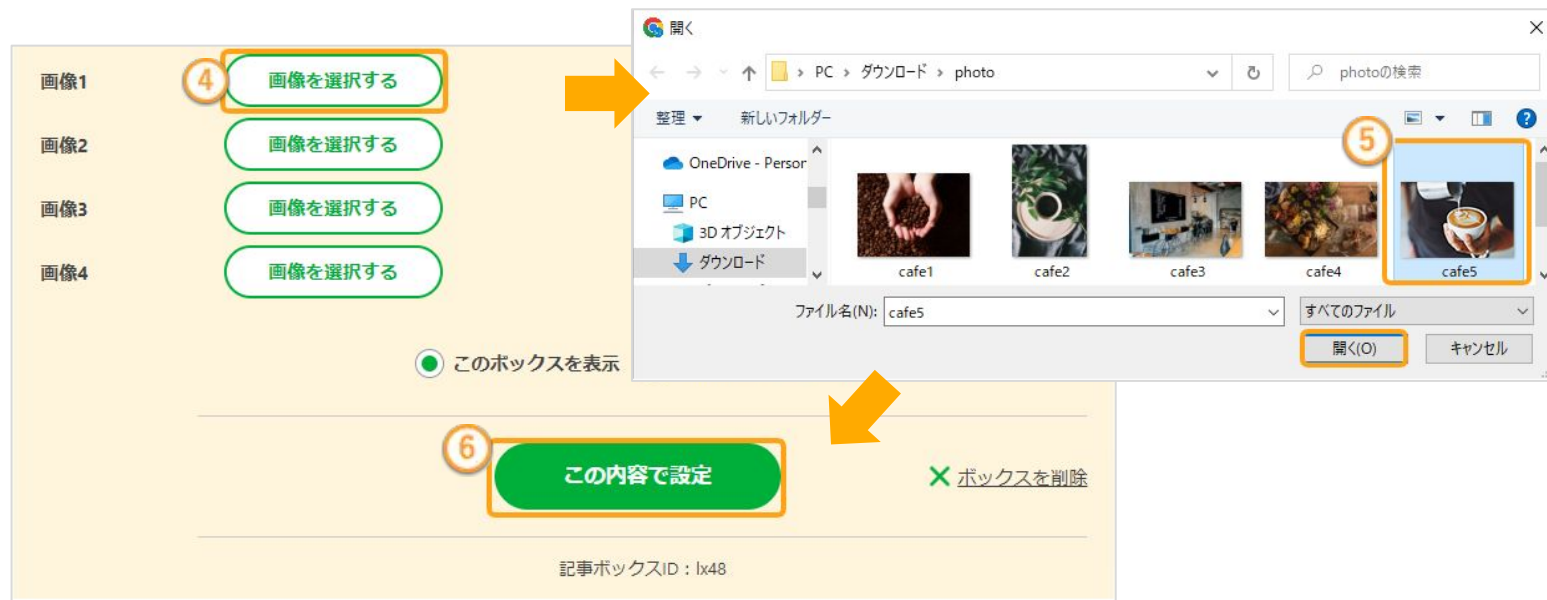 画像1
④
画像を選択する
画像2
画像を選択する
画像3
画像を選択する
画像4
画像を選択する
このボックスを表示
開く
PC › ダウンロード › photo
photoの検索
整理
新しいフォルダー
OneDrive - Person
PC
3D オブジェクト
ダウンロード
⑤
cafe1
cafe2
cafe3
cafe4
cafe5
ファイル名(N):
cafe5
すべてのファイル
開く(O)
キャンセル
⑥
この内容で設定
ボックスを削除
記事ボックスID：lx48